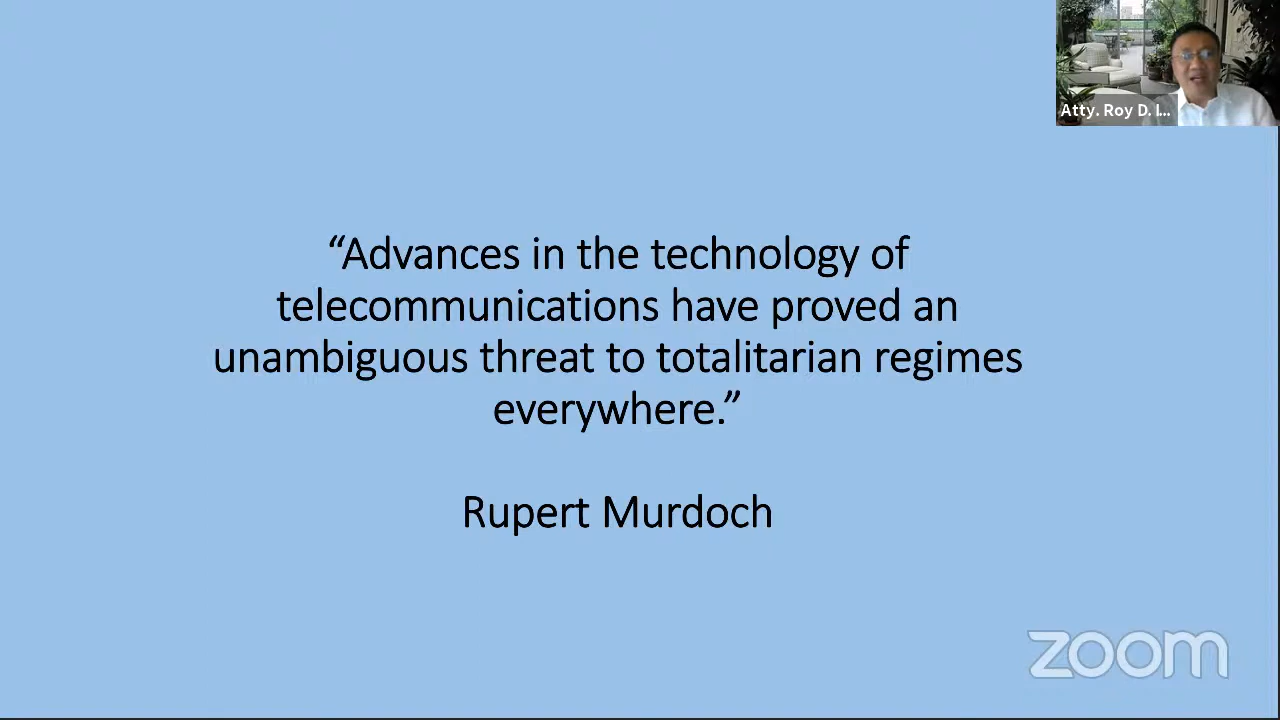 Atty. Roy D. I...
“Advances in the technology of
telecommunications have proved an
unambiguous threat to totalitarian regimes
everywhere.”
Rupert Murdoch
zoom